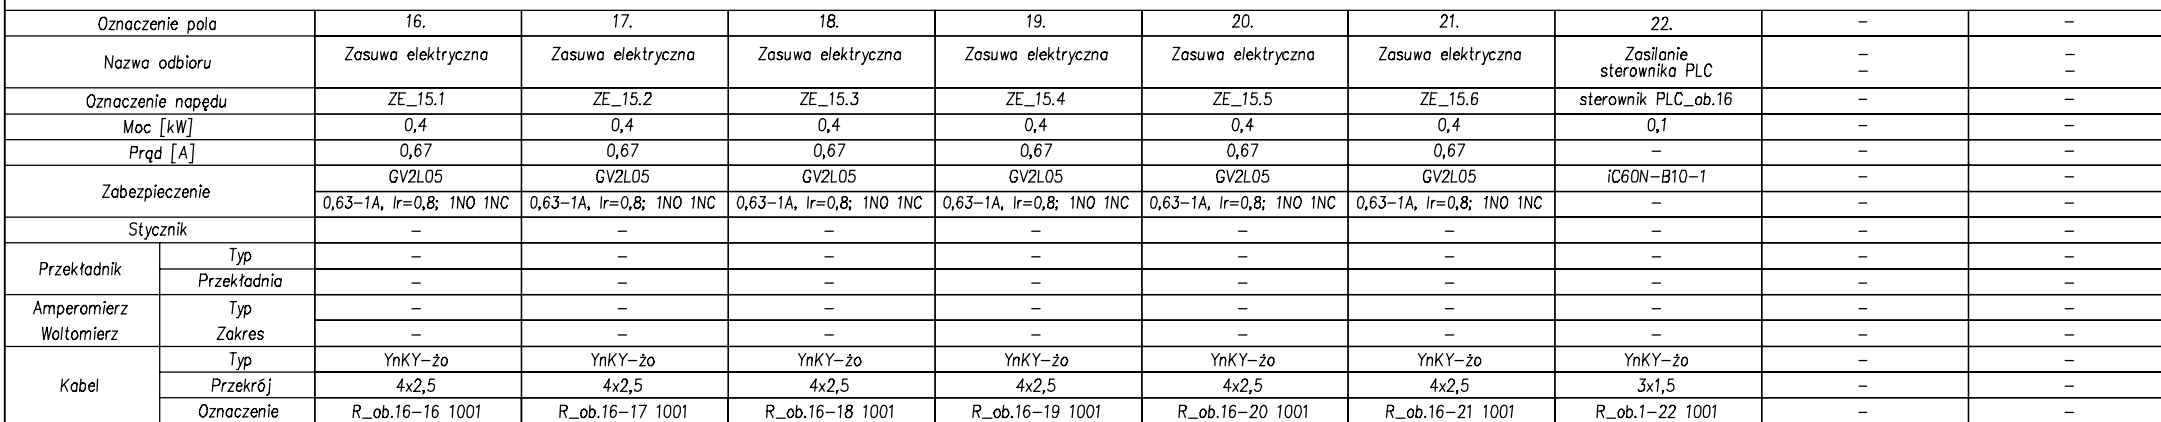 Oznaczenie pola 16. 17. 18. 19. 20. 21. 22. – –
Nazwa odbioru Zasuwa elektryczna Zasuwa elektryczna Zasuwa elektryczna Zasuwa elektryczna Zasuwa elektryczna Zasuwa elektryczna Zasilanie – –
sterownika PLC – –
Oznaczenie napędu ZE_15.1 ZE_15.2 ZE_15.3 ZE_15.4 ZE_15.5 ZE_15.6 sterownik PLC_ob.16 – –
Moc [kW] 0,4 0,4 0,4 0,4 0,4 0,4 0,1 – –
Prąd [A] 0,67 0,67 0,67 0,67 0,67 0,67 – – –
Zabezpieczenie GV2L05 GV2L05 GV2L05 GV2L05 GV2L05 GV2L05 iC60N–B10–1 – –
0,63–1A, Ir=0,8; 1NO 1NC 0,63–1A, Ir=0,8; 1NO 1NC 0,63–1A, Ir=0,8; 1NO 1NC 0,63–1A, Ir=0,8; 1NO 1NC 0,63–1A, Ir=0,8; 1NO 1NC 0,63–1A, Ir=0,8; 1NO 1NC – – –
Stycznik – – – – – – – – –
Przekładnik Typ – – – – – – – – –
Przekładnia – – – – – – – – –
Amperomierz Typ – – – – – – – – –
Woltomierz Zakres – – – – – – – – –
Kabel Typ YnKY–żo YnKY–żo YnKY–żo YnKY–żo YnKY–żo YnKY–żo YnKY–żo – –
Przekrój 4x2,5 4x2,5 4x2,5 4x2,5 4x2,5 4x2,5 3x1,5 – –
Oznaczenie R_ob.16–16 1001 R_ob.16–17 1001 R_ob.16–18 1001 R_ob.16–19 1001 R_ob.16–20 1001 R_ob.16–21 1001 R_ob.1–22 1001 – –